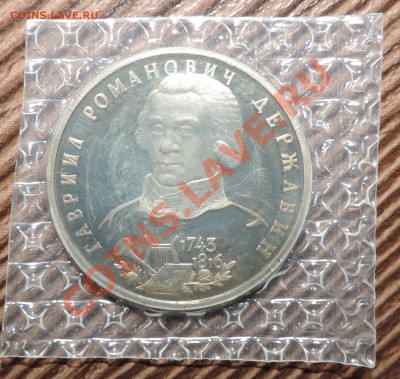 COINS.LAVE.RU
ГАВРИИЛ РОМАНОВИЧ ДЕРЖАВИН
1743
1816
COINS.LAVE.RU